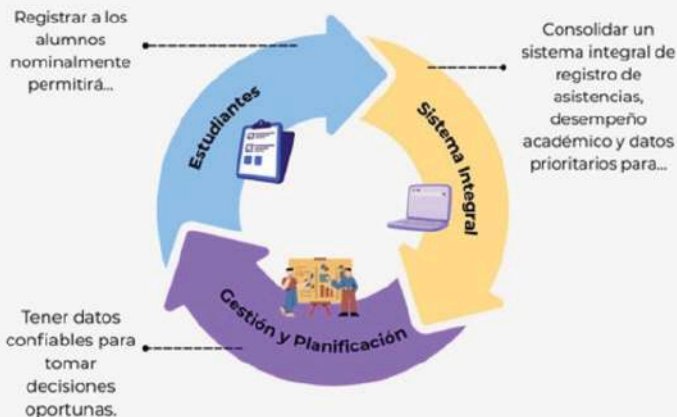 Registrar a los
alumnos
nominalmente
permitirá...
Estudiantes
Consolidar un
sistema integral de
registro de
asistencias,
desempeño
académico y datos
prioritarios para...
Sistema Integral
Tener datos
confiables para
tomar
decisiones
oportunas.
Gestión y Planificación